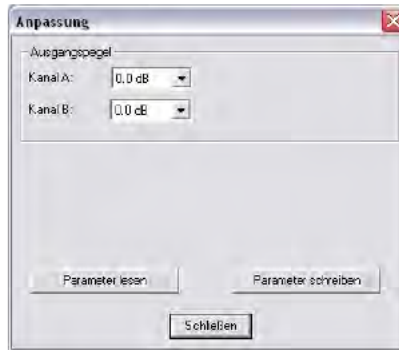 Anpassung
Ausgangspegel
Kanal A: 0.0 dB
Kanal B: 0.0 dB
Parameter lesen Parameter schreiben
Schließen